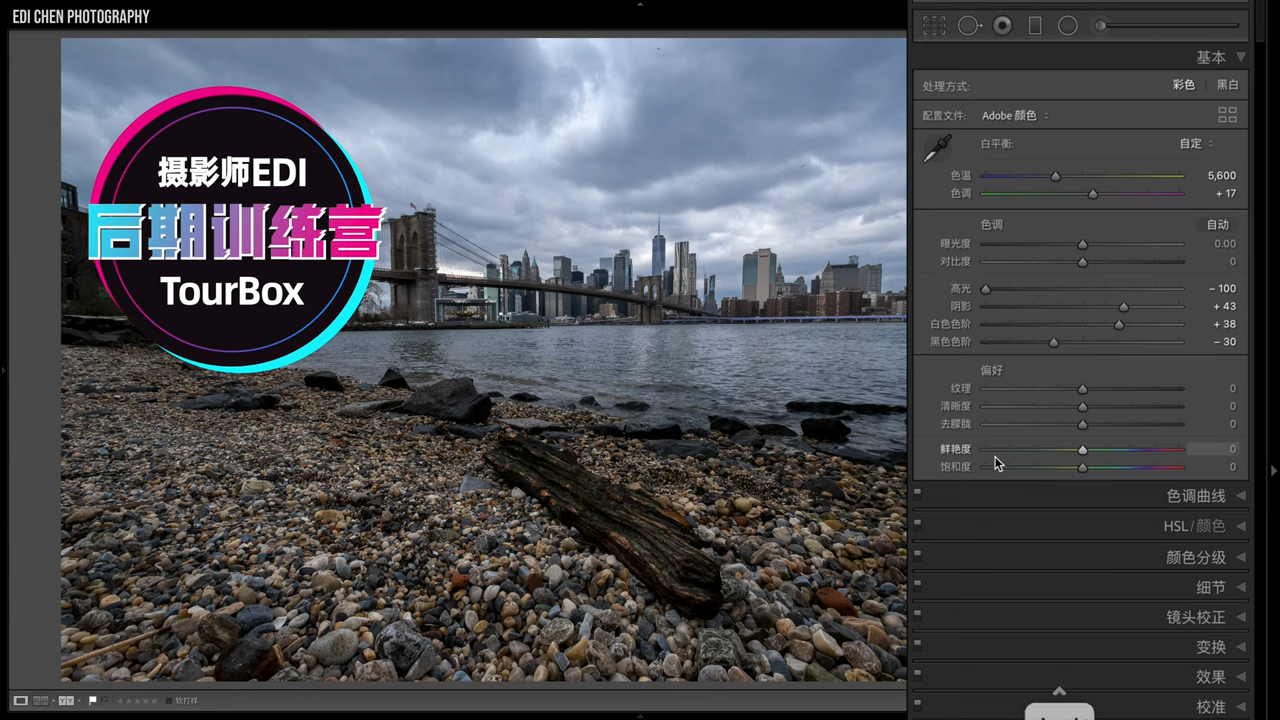 EDI CHEN PHOTOGRAPHY
摄影师EDI
后期训练营
TourBox
软打样
基本
处理方式: 彩色 | 黑白
配置文件: Adobe 颜色
白平衡: 自定
色温 5,600
色调 + 17
色调 自动
曝光度 0.00
对比度 0
高光 − 100
阴影 + 43
白色色阶 + 38
黑色色阶 − 30
偏好
纹理 0
清晰度 0
去朦胧 0
鲜艳度 0
饱和度 0
色调曲线
HSL / 颜色
颜色分级
细节
镜头校正
变换
效果
校准